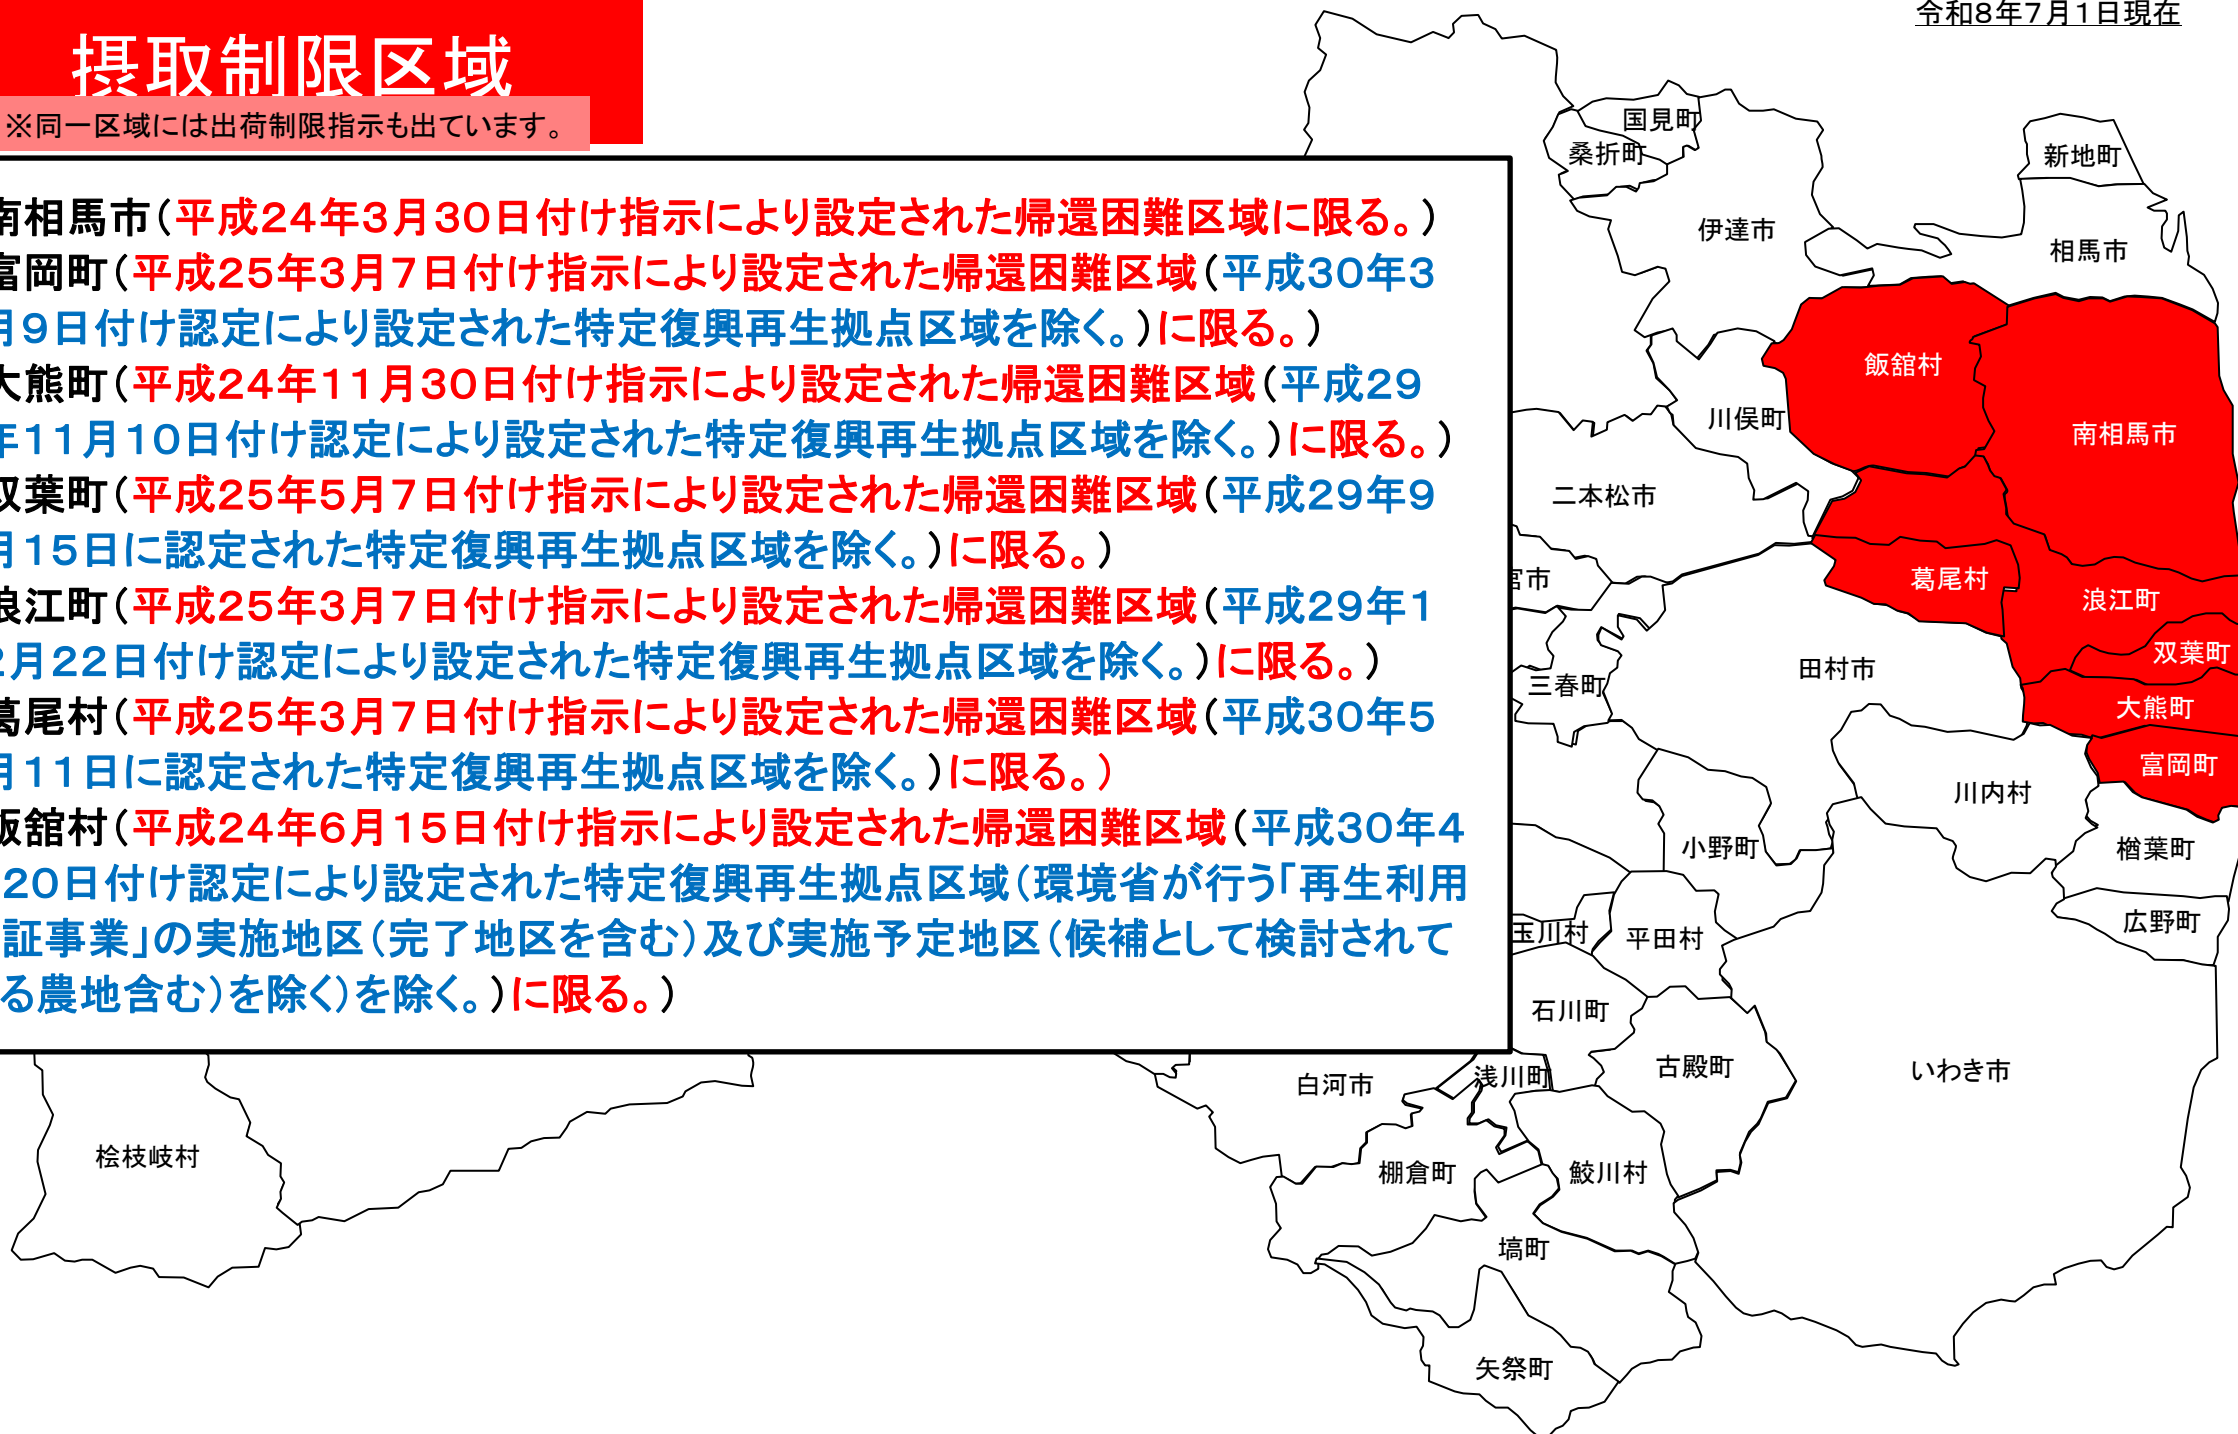 令和8年7月1日現在
摂取制限区域
※同一区域には出荷制限指示も出ています。
南相馬市(平成24年3月30日付け指示により設定された帰還困難区域に限る。)
富岡町(平成25年3月7日付け指示により設定された帰還困難区域(平成30年3
月9日付け認定により設定された特定復興再生拠点区域を除く。)に限る。)
大熊町(平成24年11月30日付け指示により設定された帰還困難区域(平成29
年11月10日付け認定により設定された特定復興再生拠点区域を除く。)に限る。)
双葉町(平成25年5月7日付け指示により設定された帰還困難区域(平成29年9
月15日に認定された特定復興再生拠点区域を除く。)に限る。)
浪江町(平成25年3月7日付け指示により設定された帰還困難区域(平成29年1
2月22日付け認定により設定された特定復興再生拠点区域を除く。)に限る。)
葛尾村(平成25年3月7日付け指示により設定された帰還困難区域(平成30年5
月11日に認定された特定復興再生拠点区域を除く。)に限る。)
飯舘村(平成24年6月15日付け指示により設定された帰還困難区域(平成30年4
20日付け認定により設定された特定復興再生拠点区域(環境省が行う「再生利用
証事業」の実施地区(完了地区を含む)及び実施予定地区(候補として検討されて
る農地含む)を除く)を除く。)に限る。)
国見町
桑折町
新地町
伊達市
相馬市
飯舘村
川俣町
南相馬市
二本松市
宮市
葛尾村
浪江町
双葉町
田村市
三春町
大熊町
富岡町
川内村
小野町
楢葉町
広野町
玉川村
平田村
石川町
古殿町
いわき市
浅川町
白河市
桧枝岐村
棚倉町
鮫川村
塙町
矢祭町